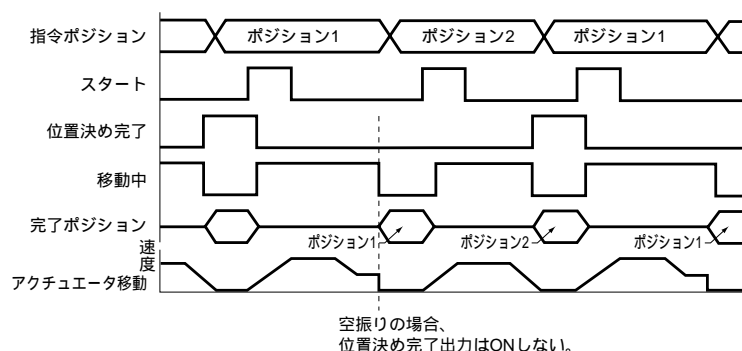 指令ポジション
ポジション1
ポジション2
ポジション1
スタート
位置決め完了
移動中
完了ポジション
ポジション1
ポジション2
ポジション1
速度
アクチュエータ移動
空振りの場合、
位置決め完了出力はONしない。